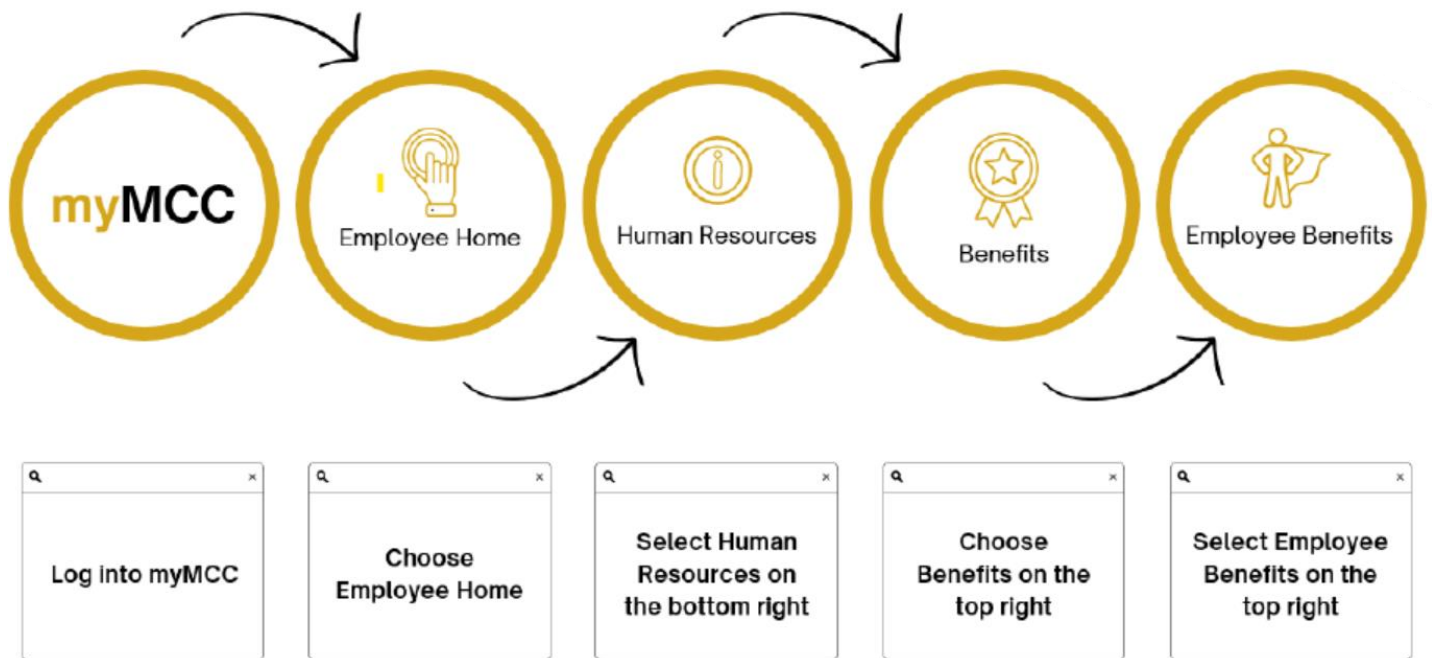 myMCC
Employee Home
Human Resources
Benefits
Employee Benefits
Log into myMCC
Choose
Employee Home
Select Human
Resources on
the bottom right
Choose
Benefits on the
top right
Select Employee
Benefits on the
top right